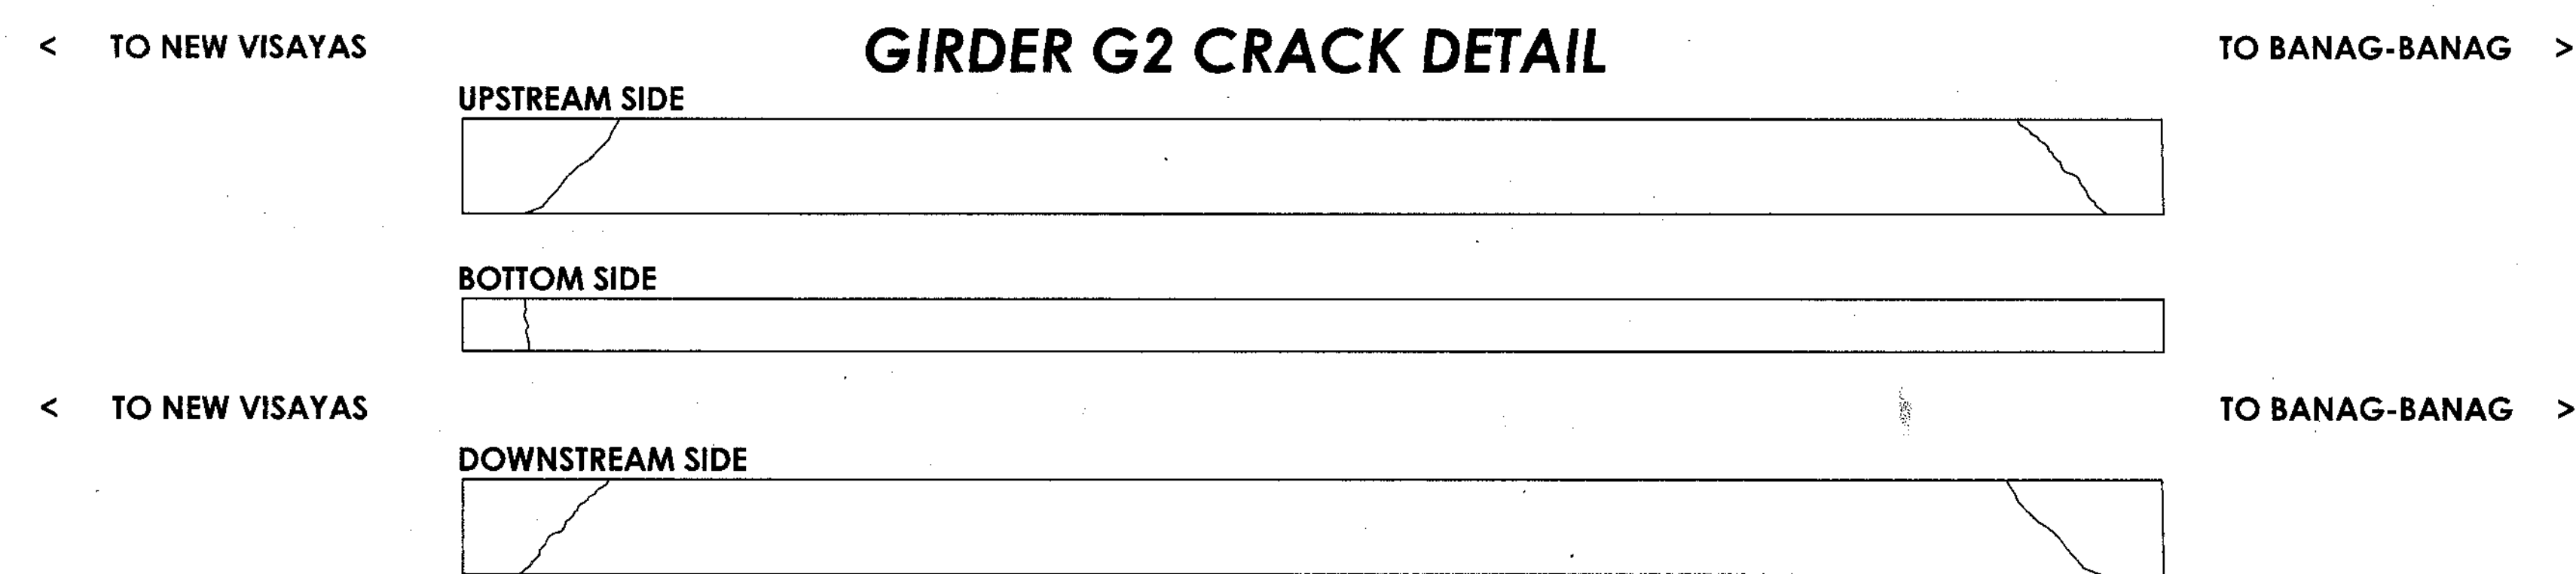 < TO NEW VISAYAS GIRDER G2 CRACK DETAIL TO BANAG-BANAG >
UPSTREAM SIDE
BOTTOM SIDE
< TO NEW VISAYAS TO BANAG-BANAG >
DOWNSTREAM SIDE